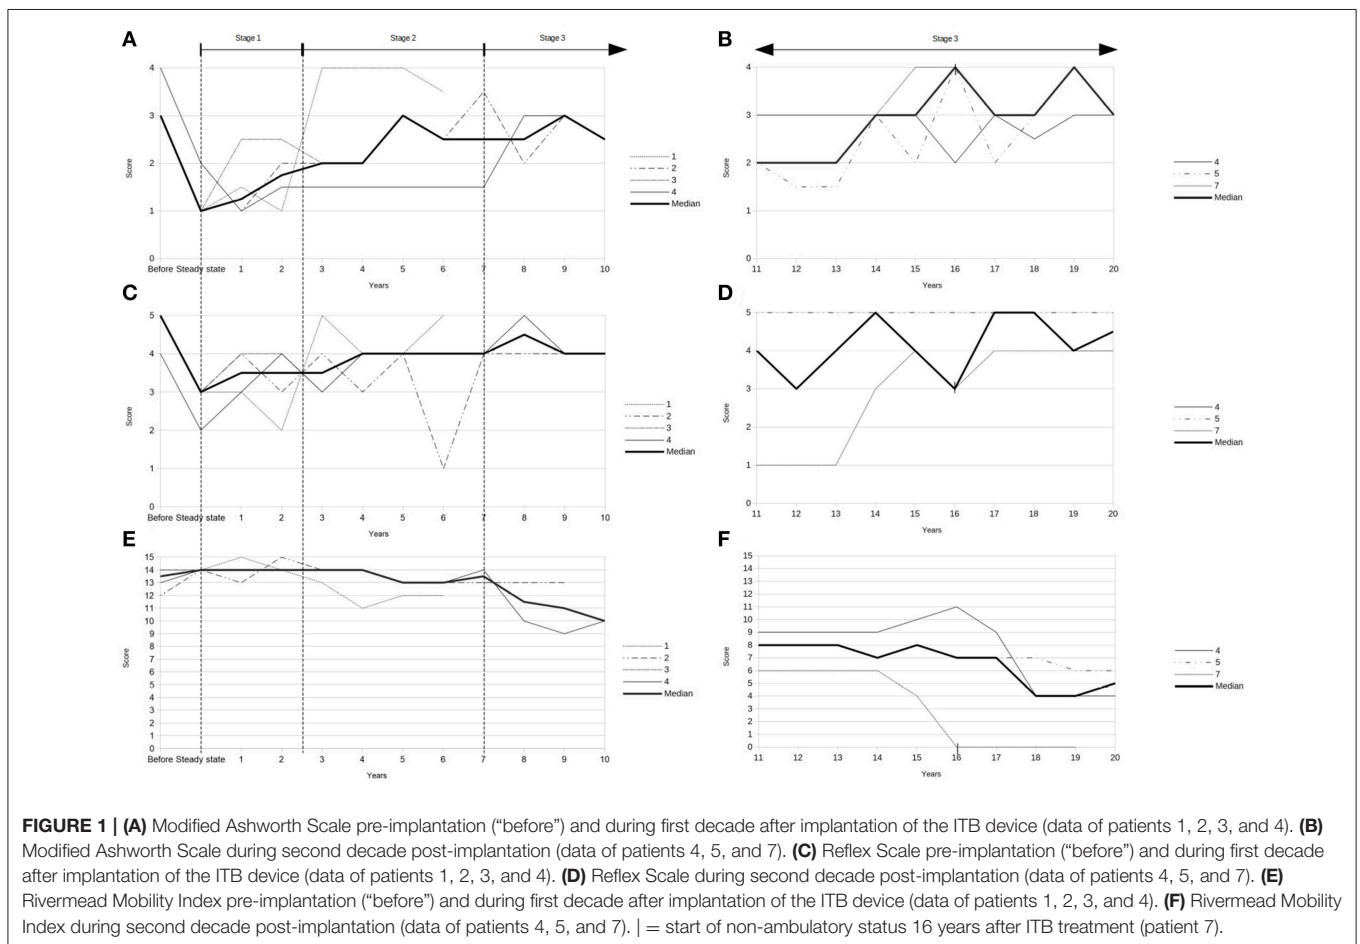 A
Stage 1
Stage 2
Stage 3
4
3
2
1
0
Score
Before Steady state 1 2 3 4 5 6 7 8 9 10
Years
1
2
3
4
Median
B
Stage 3
4
3
2
1
0
Score
11 12 13 14 15 16 17 18 19 20
Years
4
5
7
Median
C
5
4
3
2
1
0
Score
Before Steady state 1 2 3 4 5 6 7 8 9 10
Years
1
2
3
4
Median
D
5
4
3
2
1
0
Score
11 12 13 14 15 16 17 18 19 20
Years
4
5
7
Median
E
15
14
13
12
11
10
9
8
7
6
5
4
3
2
1
0
Score
Before Steady state 1 2 3 4 5 6 7 8 9 10
Years
1
2
3
4
Median
F
15
14
13
12
11
10
9
8
7
6
5
4
3
2
1
0
Score
11 12 13 14 15 16 17 18 19 20
Years
4
5
7
Median
FIGURE 1 | (A) Modified Ashworth Scale pre-implantation (“before”) and during first decade after implantation of the ITB device (data of patients 1, 2, 3, and 4). (B)
Modified Ashworth Scale during second decade post-implantation (data of patients 4, 5, and 7). (C) Reflex Scale pre-implantation (“before”) and during first decade
after implantation of the ITB device (data of patients 1, 2, 3, and 4). (D) Reflex Scale during second decade post-implantation (data of patients 4, 5, and 7). (E)
Rivermead Mobility Index pre-implantation (“before”) and during first decade after implantation of the ITB device (data of patients 1, 2, 3, and 4). (F) Rivermead Mobility
Index during second decade post-implantation (data of patients 4, 5, and 7). | = start of non-ambulatory status 16 years after ITB treatment (patient 7).